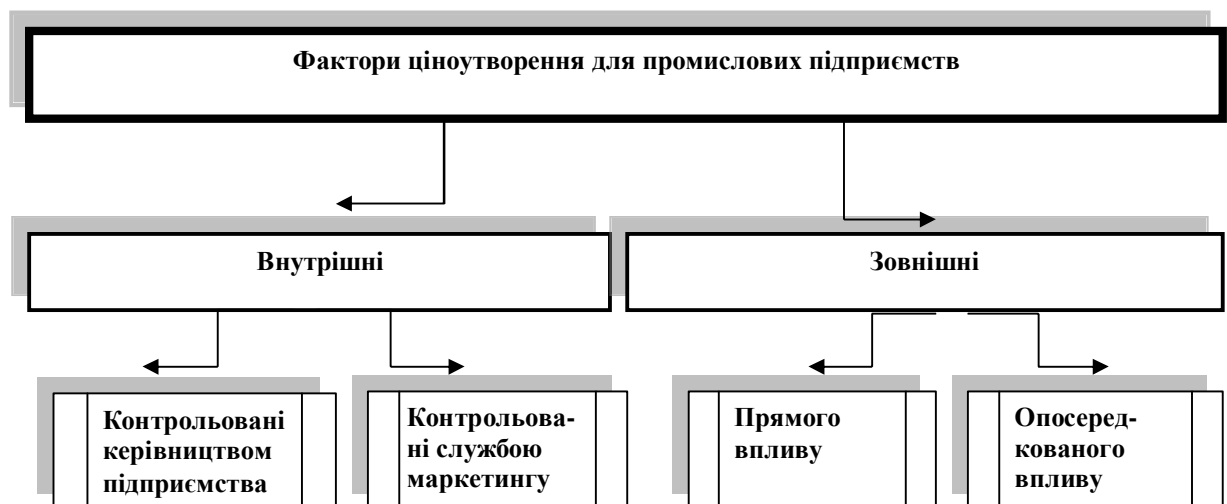 Фактори ціноутворення для промислових підприємств
Внутрішні
Зовнішні
Контрольовані
керівництвом
підприємства
Контрольова-
ні службою
маркетингу
Прямого
впливу
Опосеред-
кованого
впливу